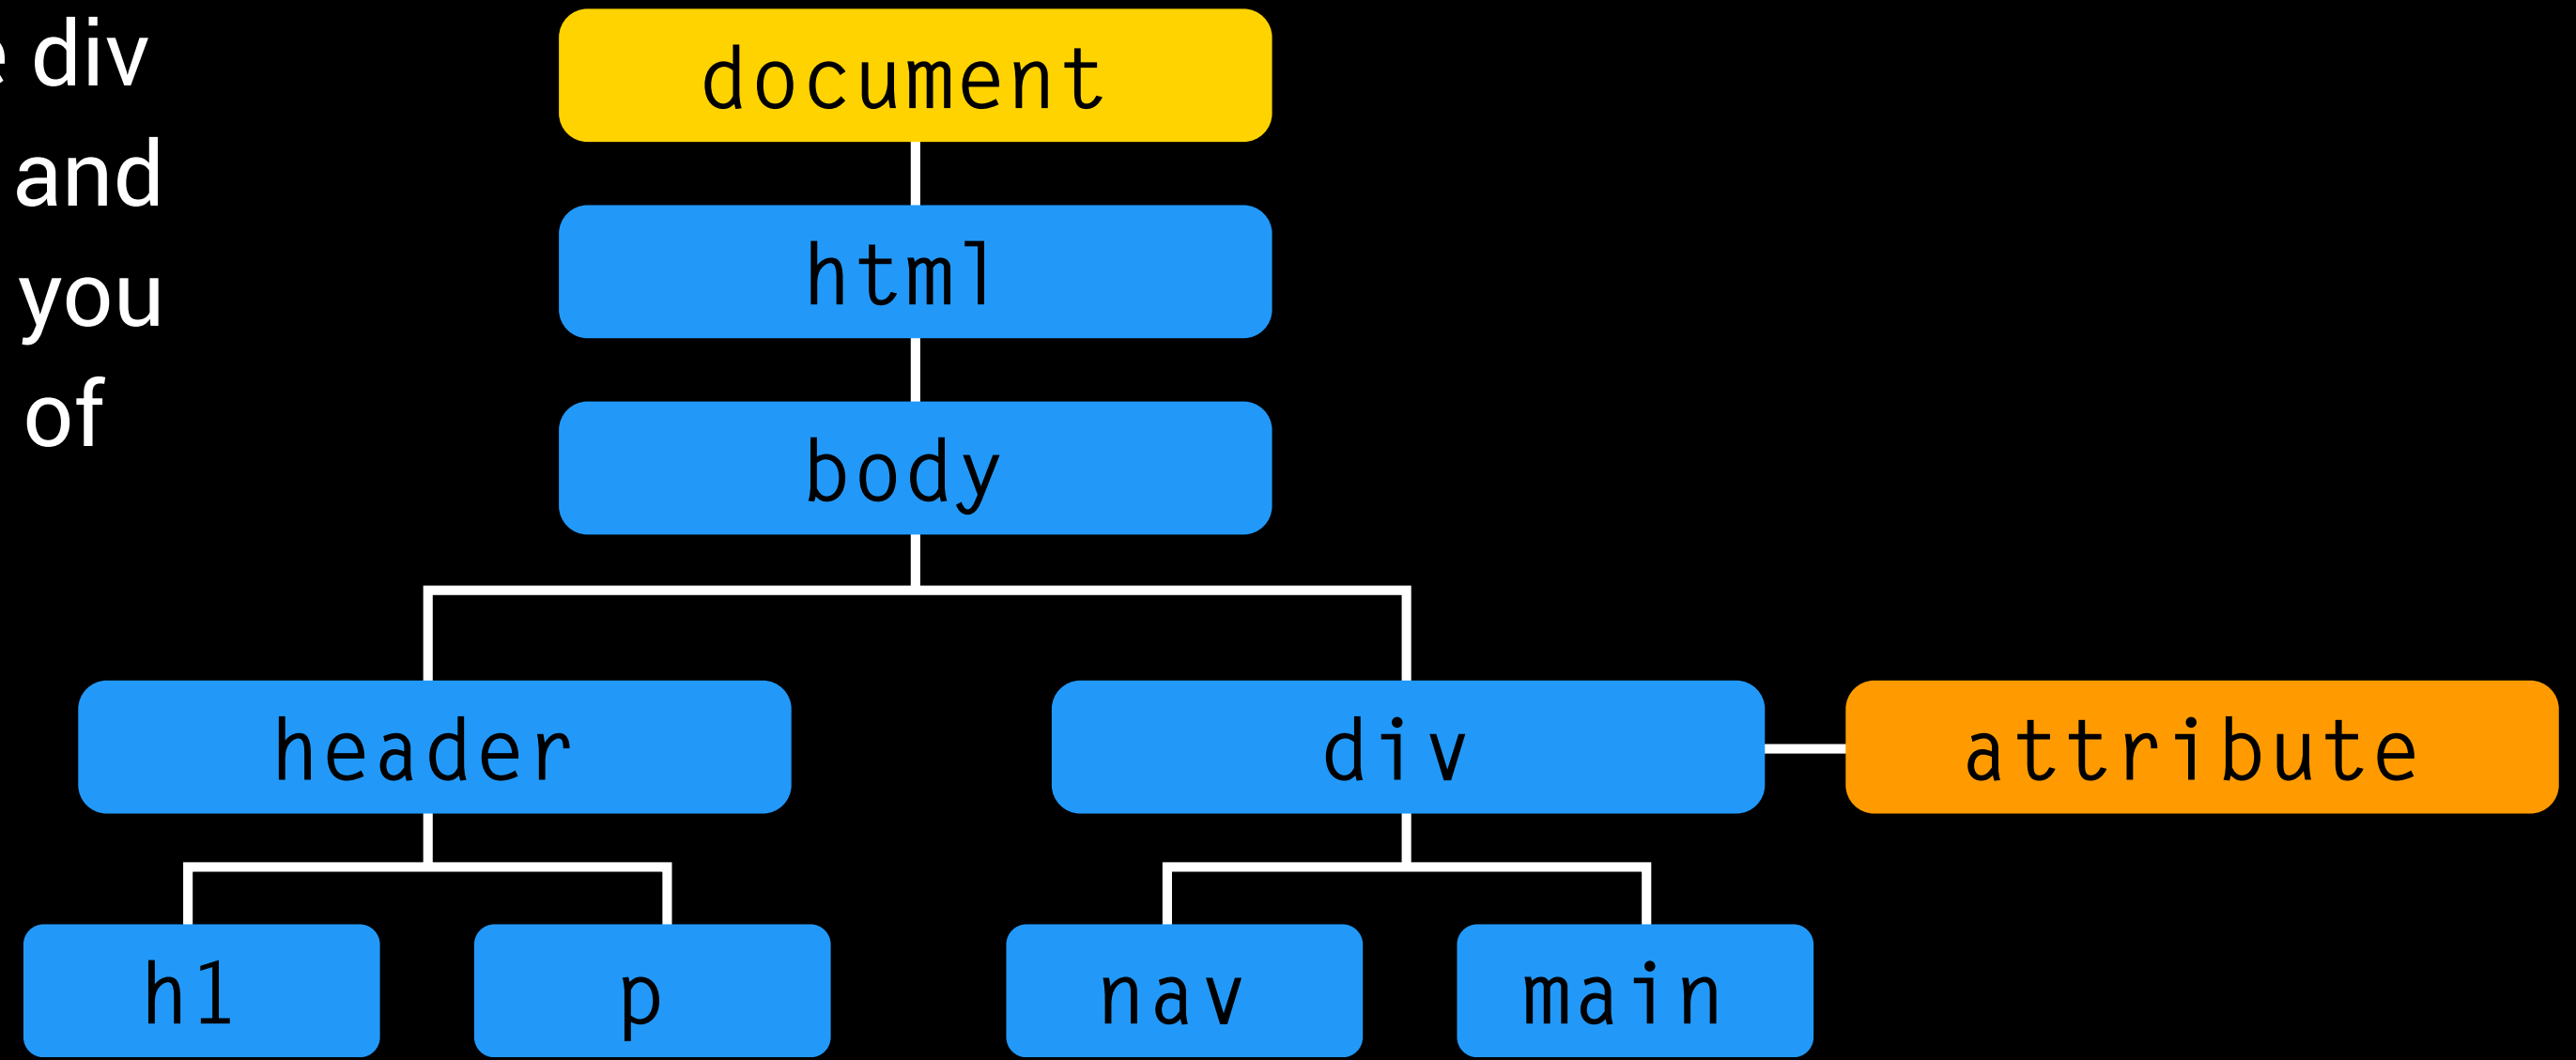 div
and
you
of
document
html
body
header
div
attribute
h1
p
nav
main